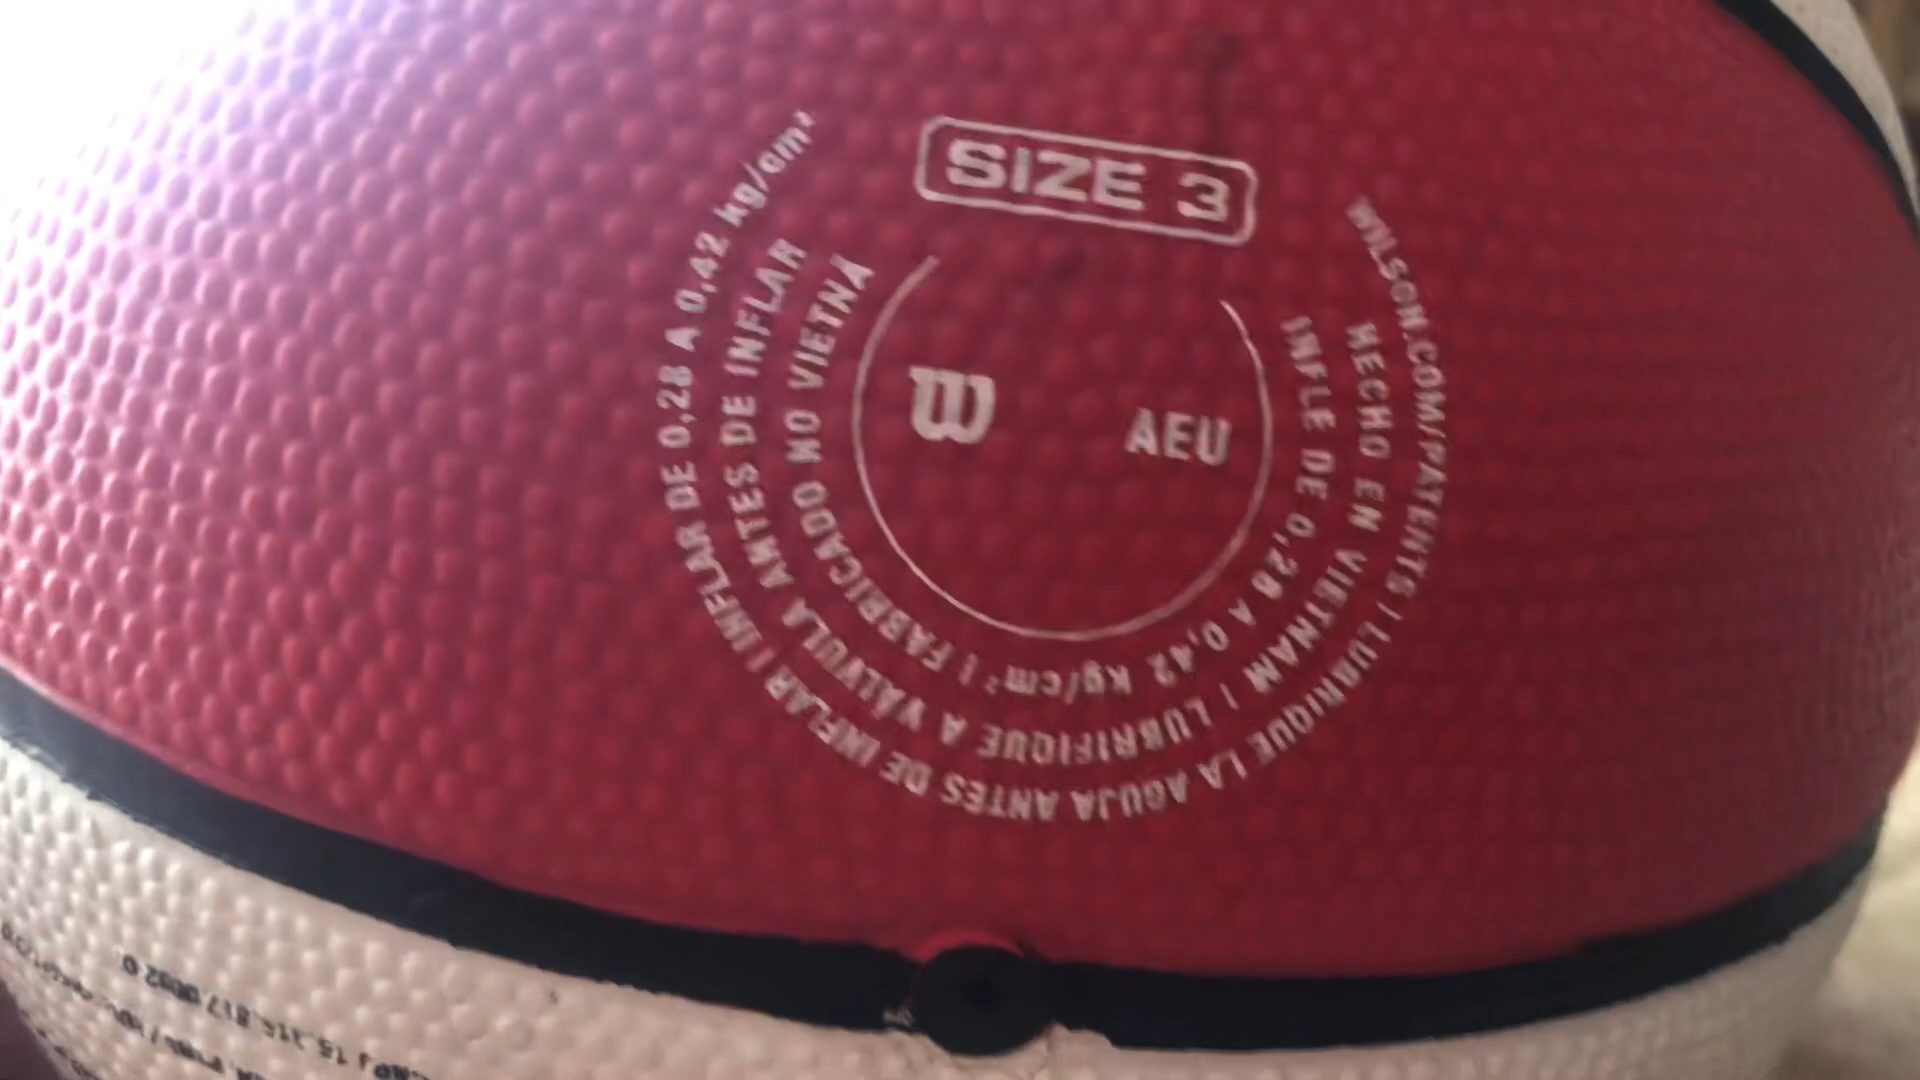 SIZE 3
W
AEU
WILSON.COM/PATENTS / LUBRIQUE LA AGUJA ANTES DE INFLAR / INFLAR DE 0,28 A 0,42 kg/cm²
HECHO EN VIETNAM / LUBRIFIQUE A VÁLVULA ANTES DE INFLAR
INFLE DE 0,28 A 0,42 kg/cm² / FABRICADO NO VIETNÃ